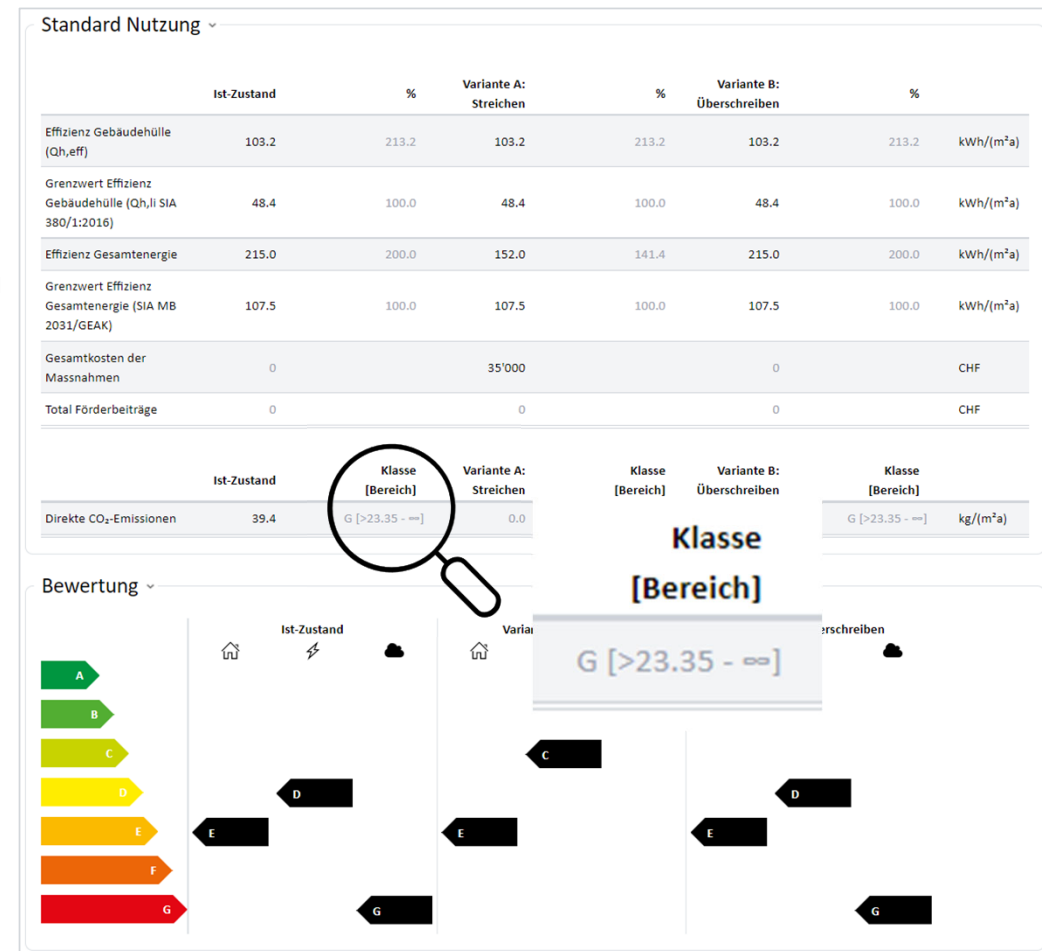 Standard Nutzung
Ist-Zustand % Variante A: Streichen % Variante B: Überschreiben %
Effizienz Gebäudehülle (Qh,eff) 103.2 213.2 103.2 213.2 103.2 213.2 kWh/(m²a)
Grenzwert Effizienz Gebäudehülle (Qh,li SIA 380/1:2016) 48.4 100.0 48.4 100.0 48.4 100.0 kWh/(m²a)
Effizienz Gesamtenergie 215.0 200.0 152.0 141.4 215.0 200.0 kWh/(m²a)
Grenzwert Effizienz Gesamtenergie (SIA MB 2031/GEAK) 107.5 100.0 107.5 100.0 107.5 100.0 kWh/(m²a)
Gesamtkosten der Massnahmen 0 35'000 0 CHF
Total Förderbeiträge 0 0 0 CHF
Ist-Zustand Klasse [Bereich] Variante A: Streichen Klasse [Bereich] Variante B: Überschreiben Klasse [Bereich]
Direkte CO₂-Emissionen 39.4 G [>23.35 - ∞] 0.0 G [>23.35 - ∞] kg/(m²a)
Klasse
[Bereich]
G [>23.35 - ∞]
Bewertung
Ist-Zustand
A
B
C C
D D D
E E E E
F
G G G